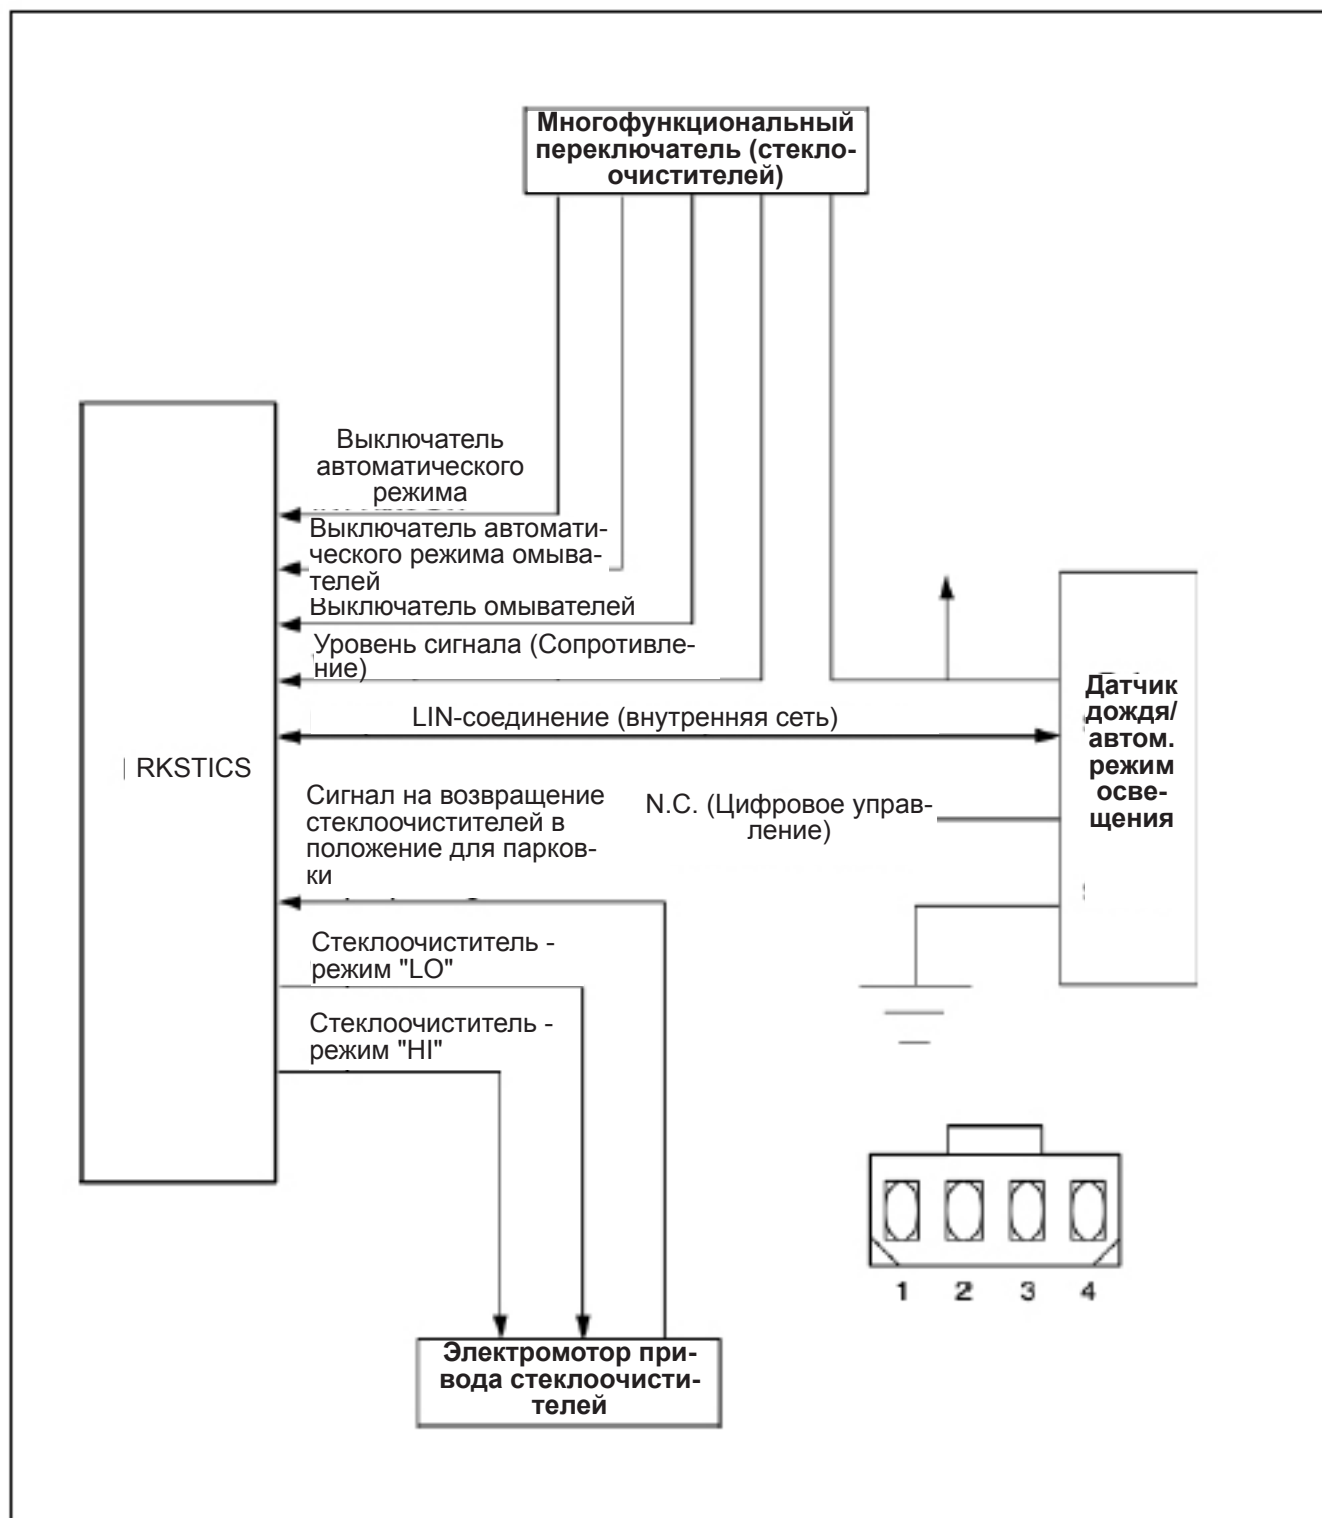 Многофункциональный
переключатель (стекло-
очистителей)
Выключатель
автоматического
режима
Выключатель автомати-
ческого режима омыва-
телей
Выключатель омывателей
Уровень сигнала (Сопротивле-
ние)
LIN-соединение (внутренняя сеть)
RKSTICS
Датчик
дождя/
автом.
режим
осве-
щения
Сигнал на возвращение
стеклоочистителей в
положение для парков-
ки
N.C. (Цифровое управ-
ление)
Стеклоочиститель -
режим "LO"
Стеклоочиститель -
режим "HI"
1 2 3 4
Электромотор при-
вода стеклоочисти-
телей